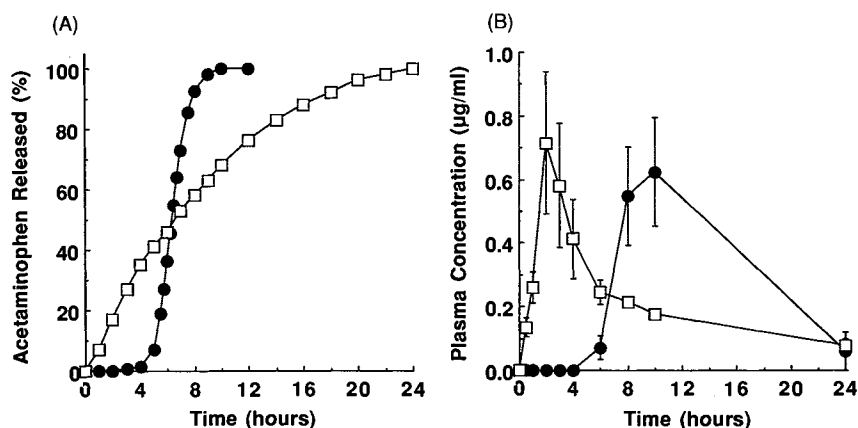 (A)
Acetaminophen Released (%)
100
80
60
40
20
0
0 4 8 12 16 20 24
Time (hours)
(B)
Plasma Concentration (μg/ml)
1.0
0.8
0.6
0.4
0.2
0.0
0 4 8 12 16 20 24
Time (hours)